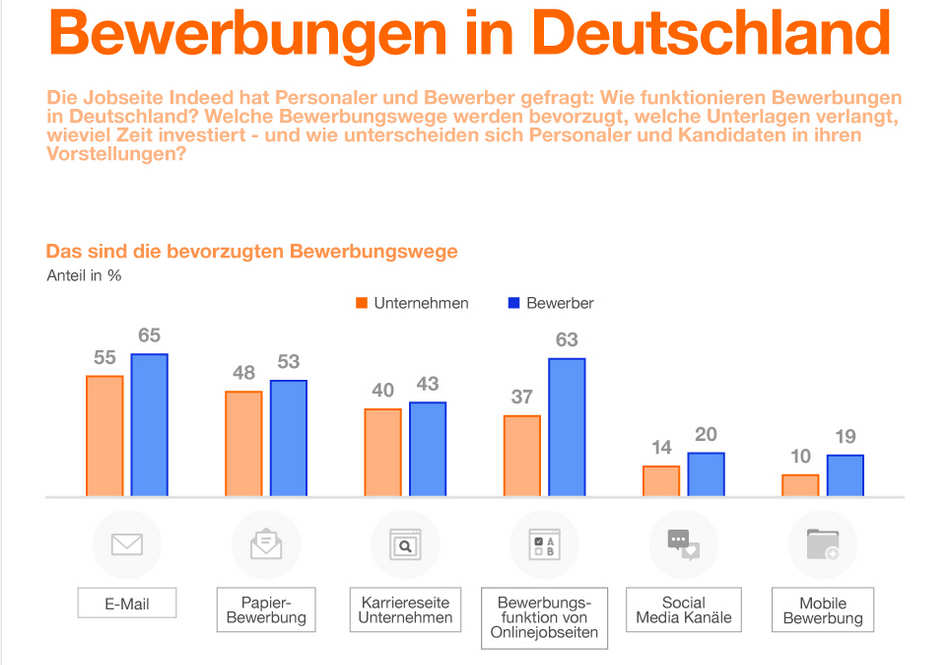 Bewerbungen in Deutschland
Die Jobseite Indeed hat Personaler und Bewerber gefragt: Wie funktionieren Bewerbungen
in Deutschland? Welche Bewerbungswege werden bevorzugt, welche Unterlagen verlangt,
wieviel Zeit investiert - und wie unterscheiden sich Personaler und Kandidaten in ihren
Vorstellungen?
Das sind die bevorzugten Bewerbungswege
Anteil in %
Unternehmen
Bewerber
55
65
48
53
40
43
37
63
14
20
10
19
A
B
E-Mail
Papier-
Bewerbung
Karriereseite
Unternehmen
Bewerbungs-
funktion von
Onlinejobseiten
Social
Media Kanäle
Mobile
Bewerbung